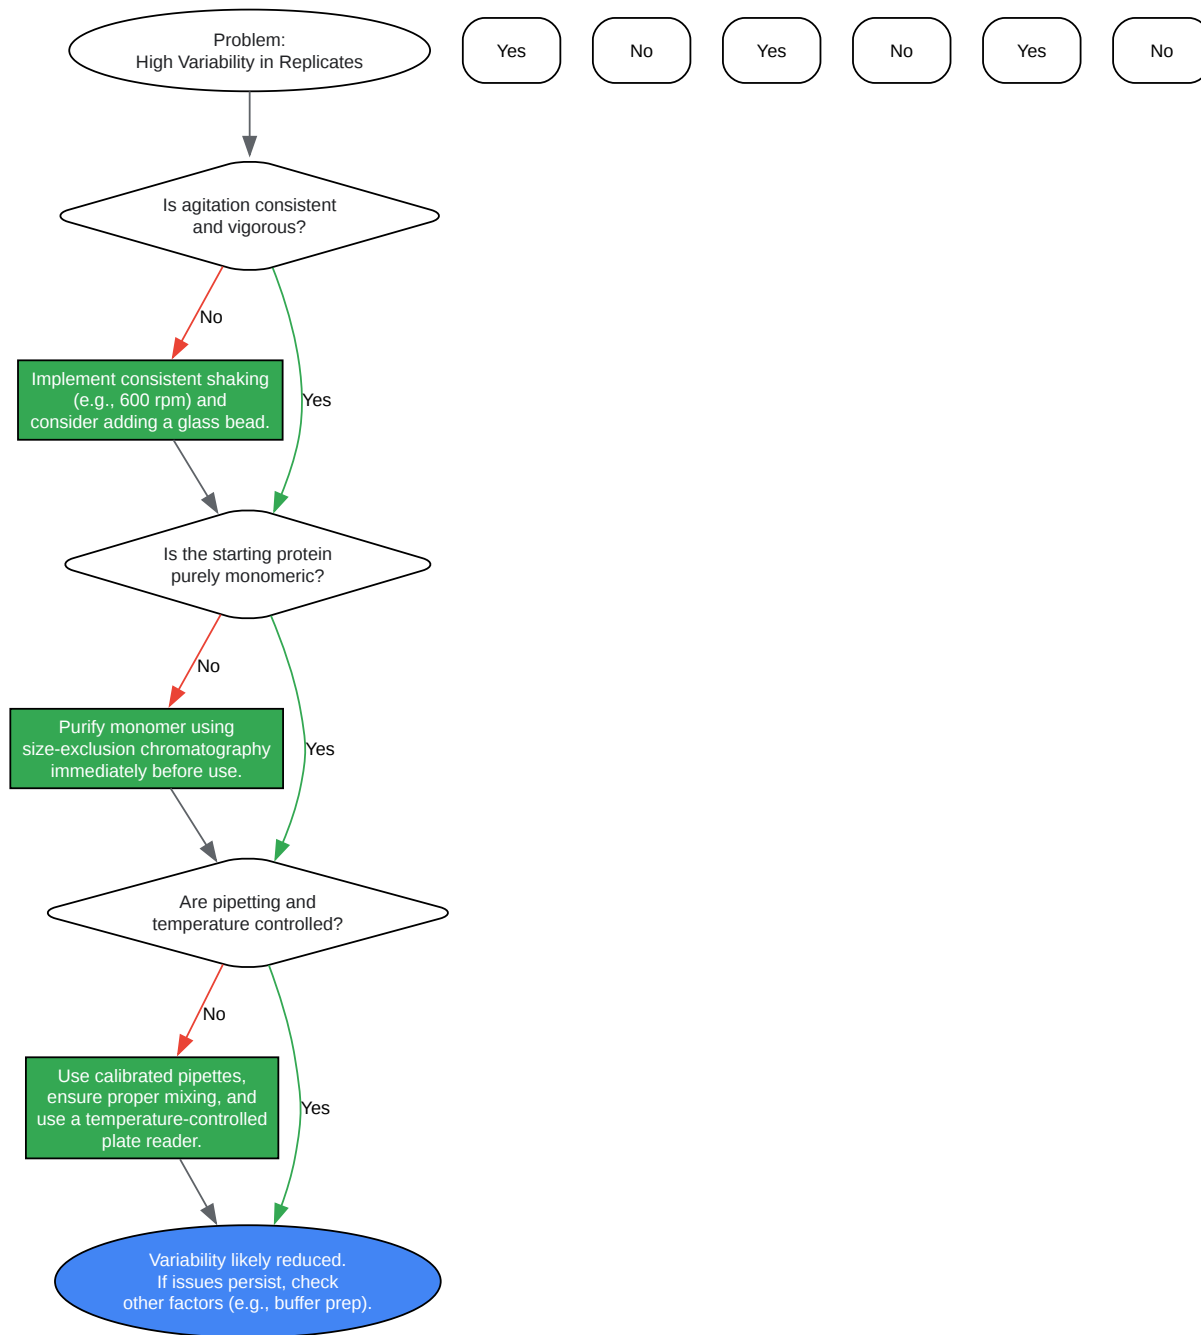 Problem:
High Variability in Replicates
Yes
No
Yes
No
Yes
No
Is agitation consistent
and vigorous?
No
Implement consistent shaking
(e.g., 600 rpm) and
consider adding a glass bead.
Yes
Is the starting protein
purely monomeric?
No
Purify monomer using
size-exclusion chromatography
immediately before use.
Yes
Are pipetting and
temperature controlled?
No
Use calibrated pipettes,
ensure proper mixing, and
use a temperature-controlled
plate reader.
Yes
Variability likely reduced.
If issues persist, check
other factors (e.g., buffer prep).